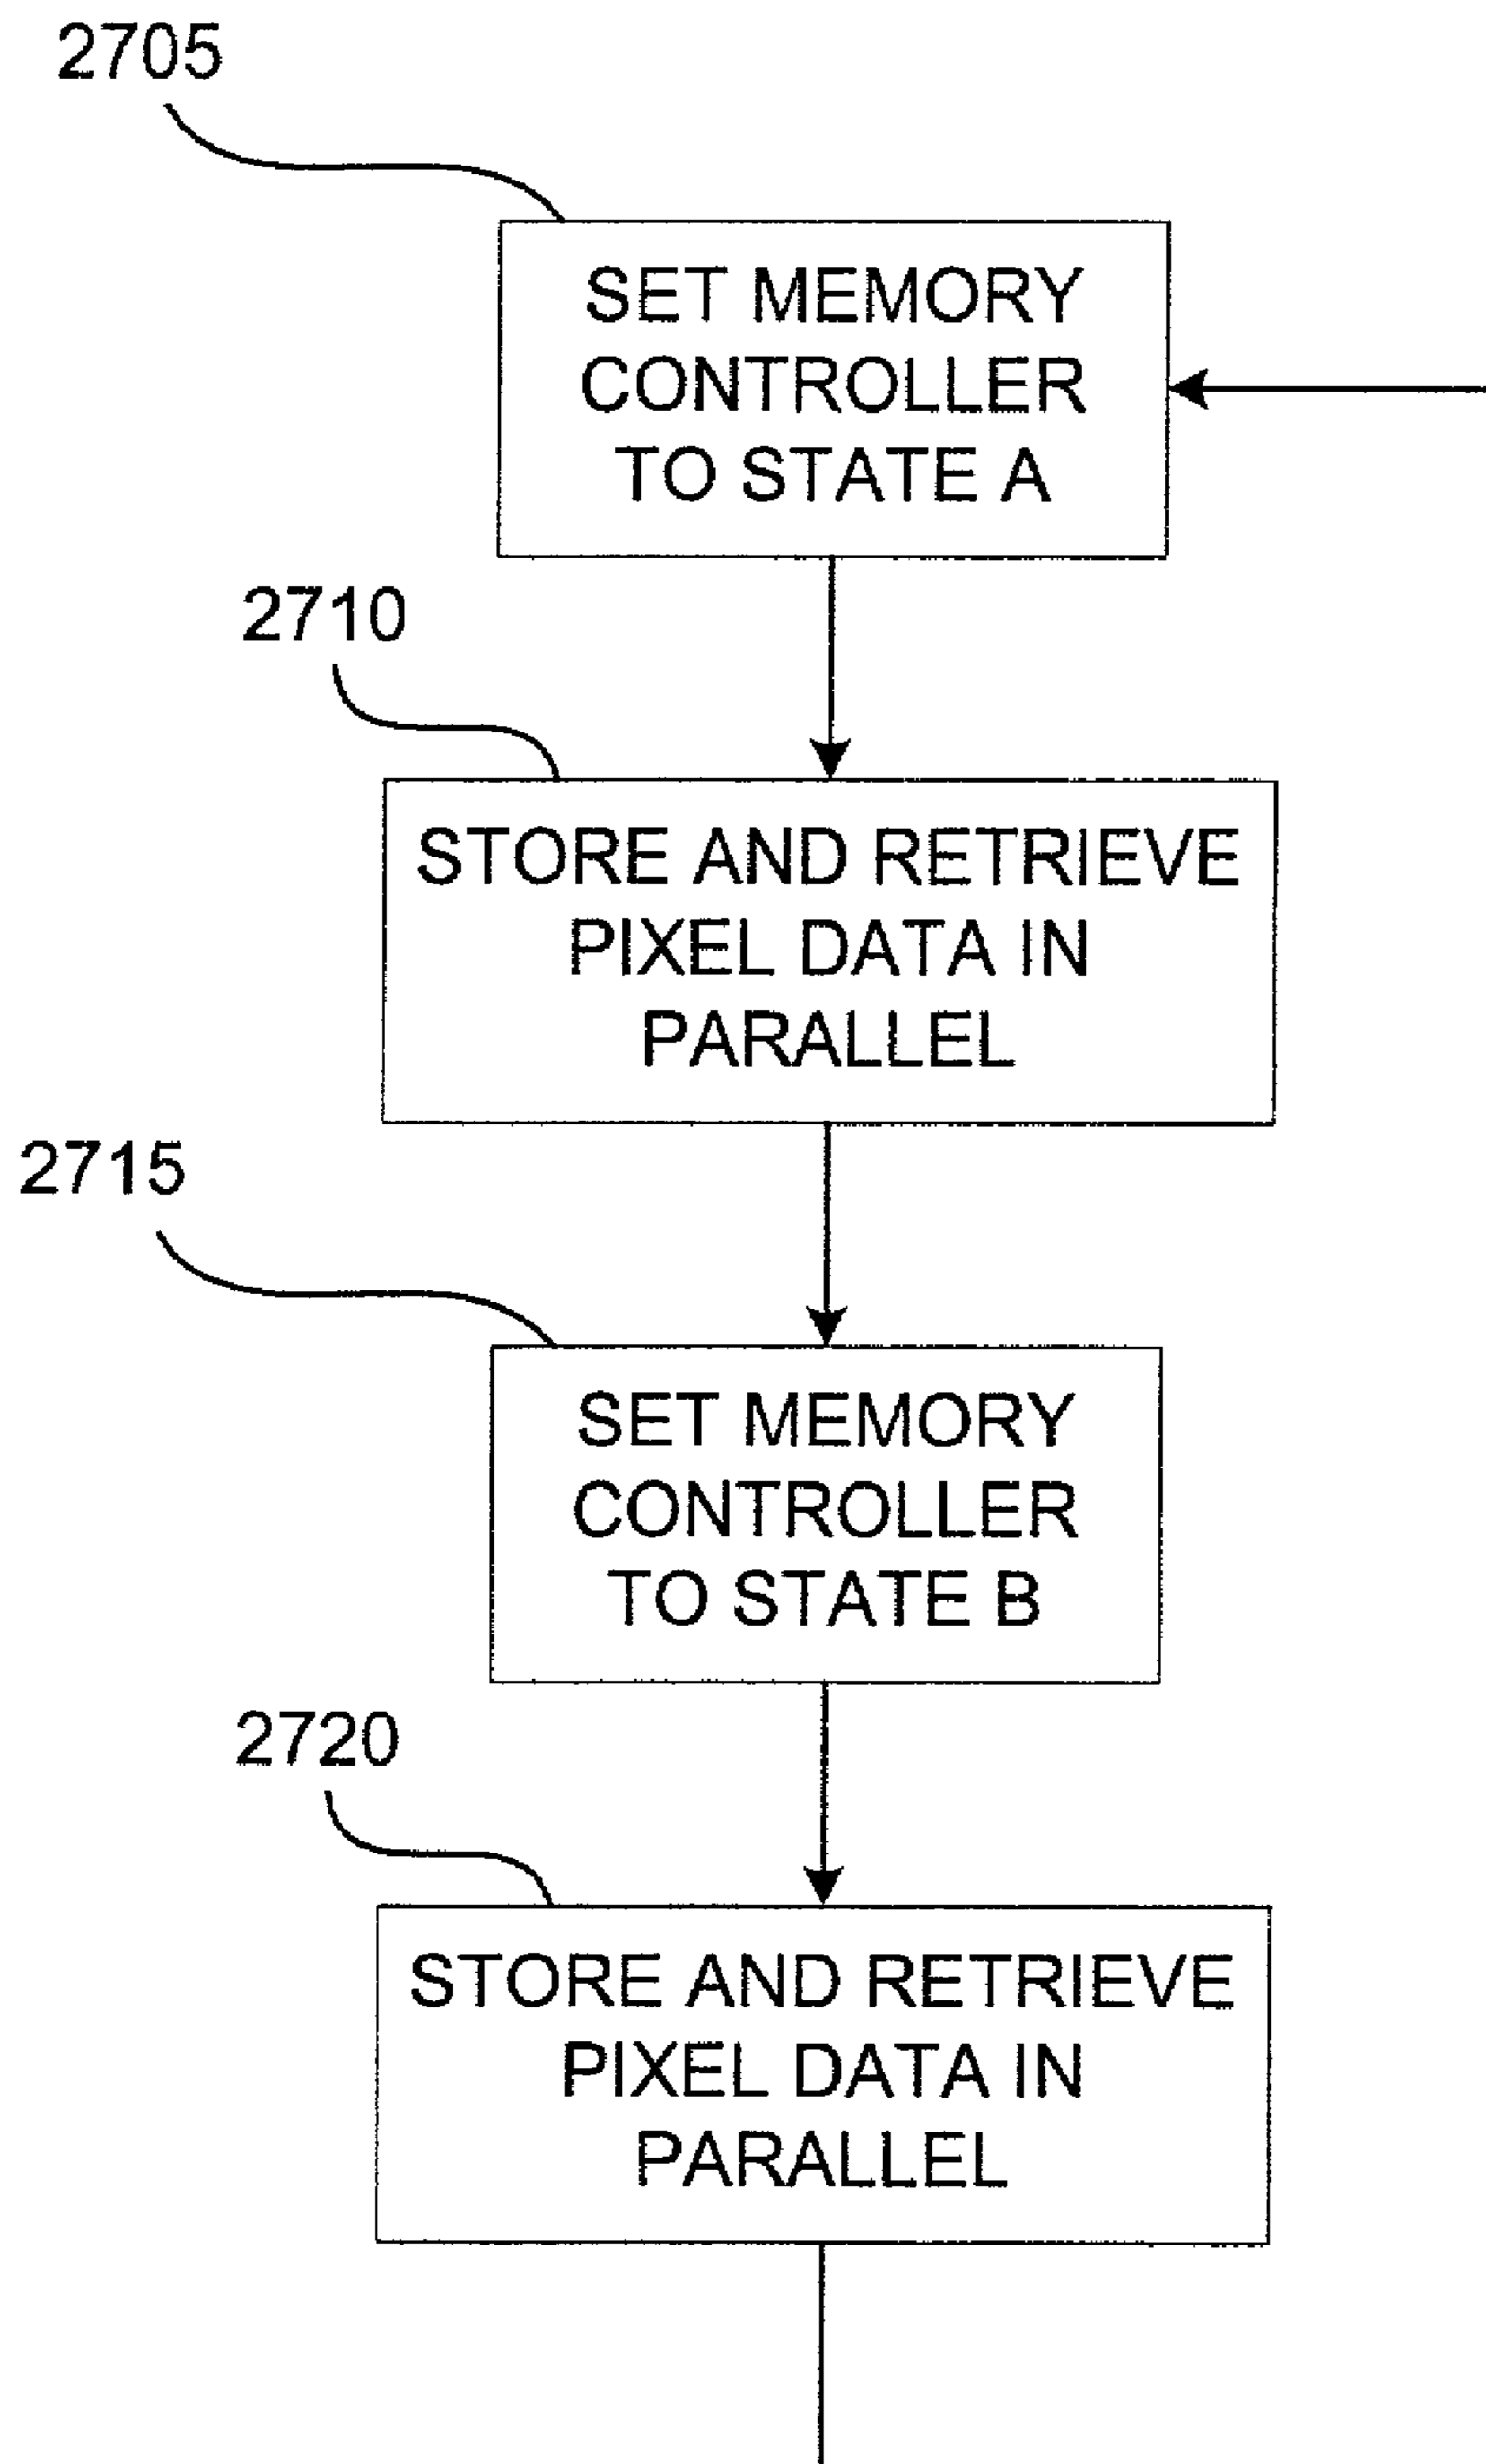 2705
SET MEMORY
CONTROLLER
TO STATE A
2710
STORE AND RETRIEVE
PIXEL DATA IN
PARALLEL
2715
SET MEMORY
CONTROLLER
TO STATE B
2720
STORE AND RETRIEVE
PIXEL DATA IN
PARALLEL